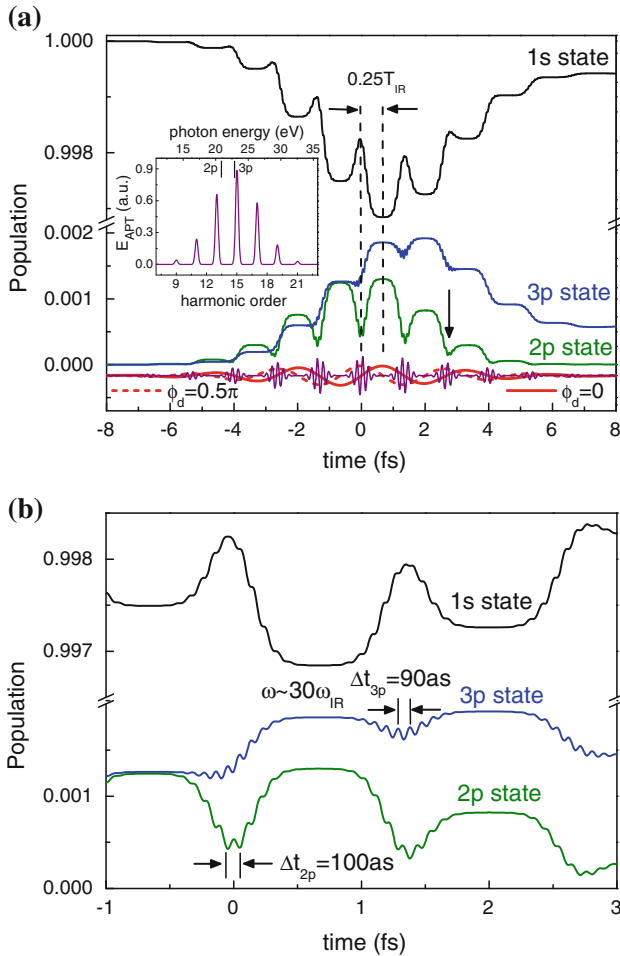 (a)
1.000
0.998
0.002
0.001
0.000
Population
1s state
0.25T_IR
photon energy (eV)
15 20 25 30 35
2p 3p
0.9
0.6
0.3
0.0
E_APT (a.u.)
9 12 15 18 21
harmonic order
3p state
2p state
ϕ_d=0.5π
ϕ_d=0
-8 -6 -4 -2 0 2 4 6 8
time (fs)
(b)
0.998
0.997
0.001
0.000
Population
1s state
ω~30ω_IR
Δt_3p=90as
3p state
2p state
Δt_2p=100as
-1 0 1 2 3
time (fs)